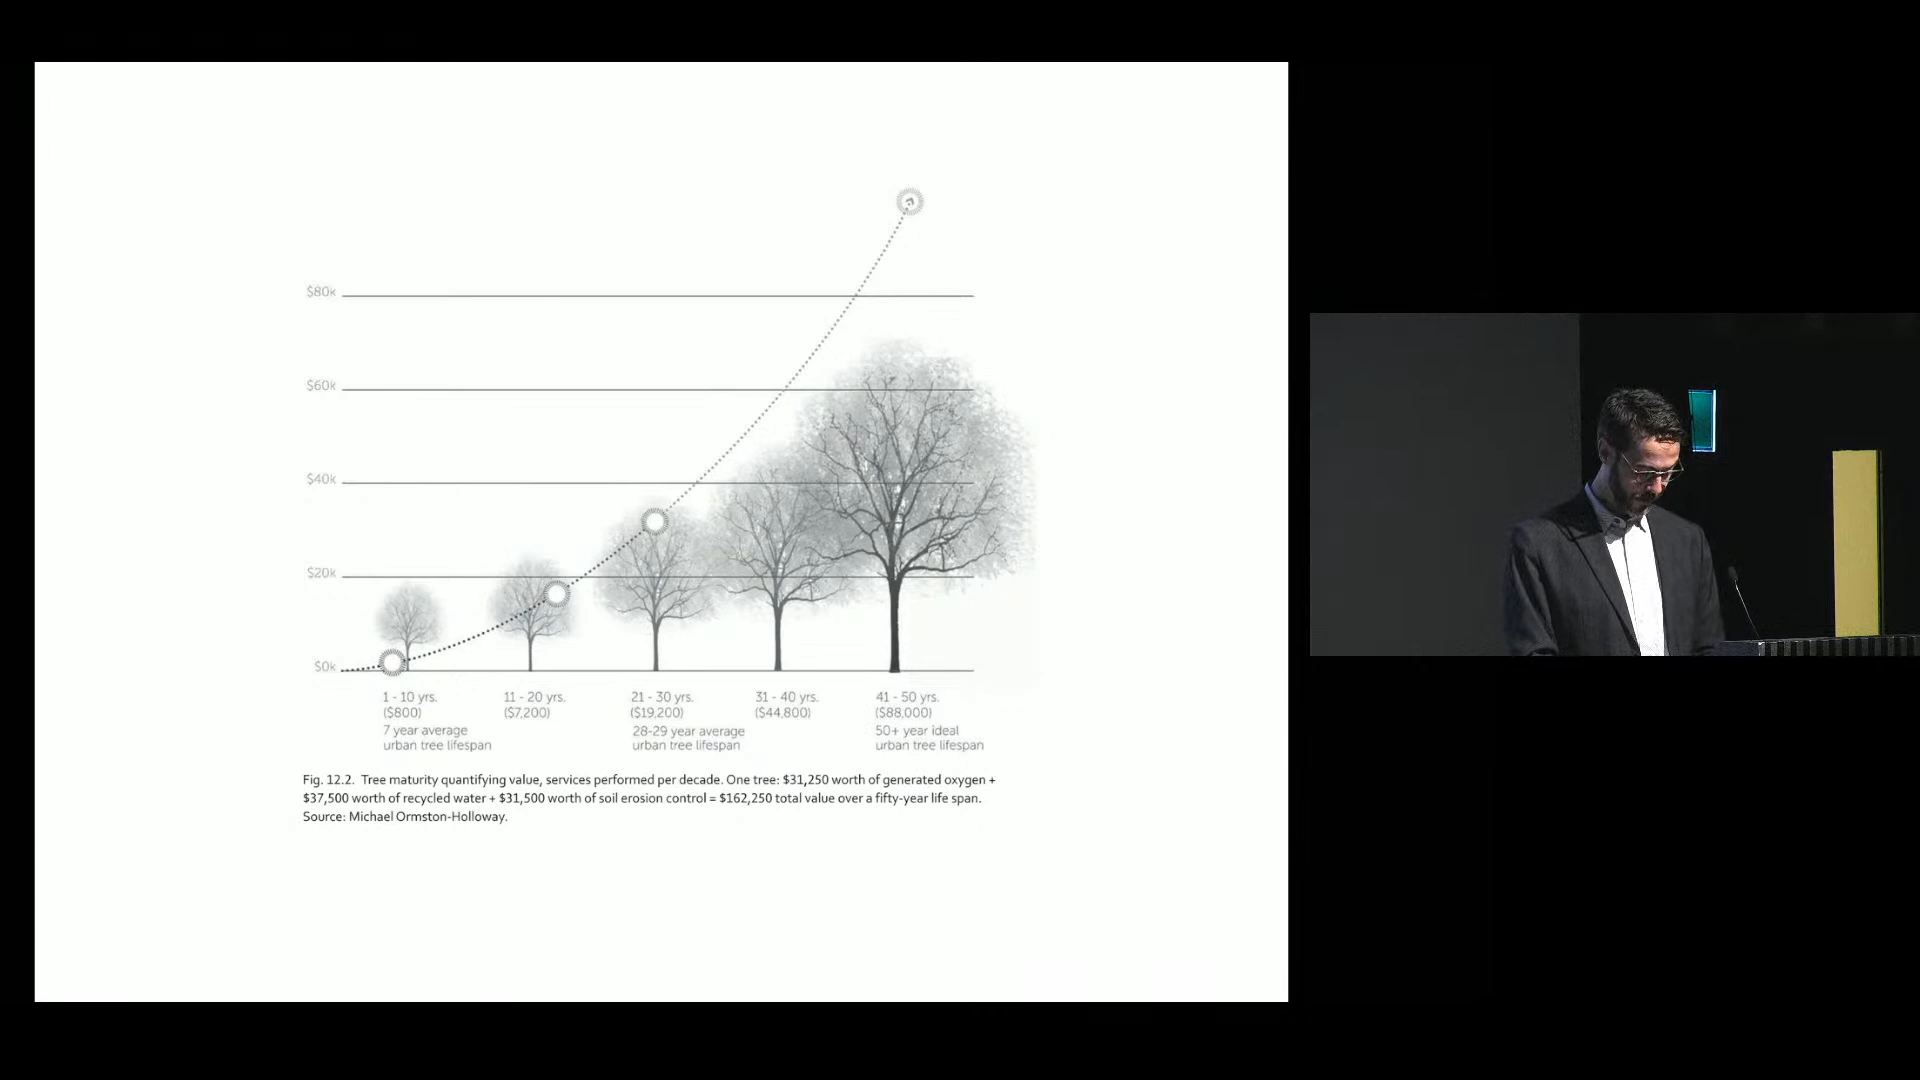 $80k
$60k
$40k
$20k
$0k
1 - 10 yrs.
($800)
7 year average
urban tree lifespan
11 - 20 yrs.
($7,200)
21 - 30 yrs.
($19,200)
28-29 year average
urban tree lifespan
31 - 40 yrs.
($44,800)
41 - 50 yrs.
($88,000)
50+ year ideal
urban tree lifespan
Fig. 12.2. Tree maturity quantifying value, services performed per decade. One tree: $31,250 worth of generated oxygen +
$37,500 worth of recycled water + $31,500 worth of soil erosion control = $162,250 total value over a fifty-year life span.
Source: Michael Ormston-Holloway.